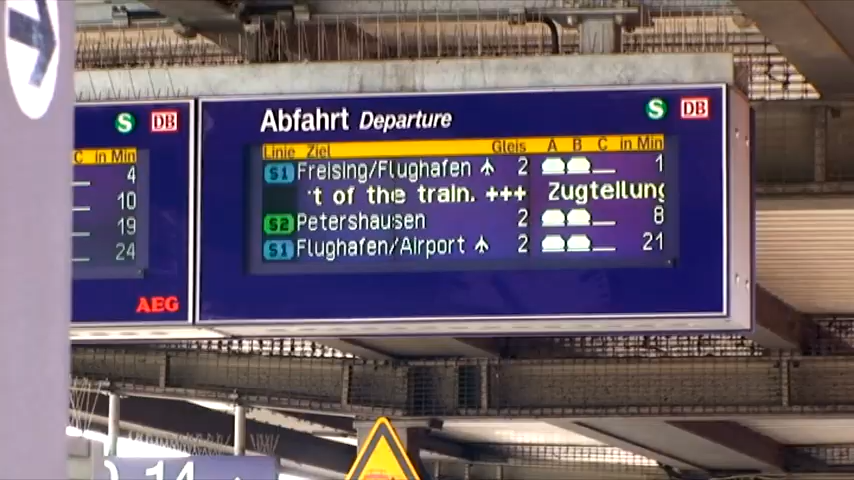 Abfahrt Departure S DB
Linie Ziel Gleis A B C in Min
S1 Freising/Flughafen 2 1
t of the train. +++ Zugteilung
S2 Petershausen 2 8
S1 Flughafen/Airport 2 21
S DB
C in Min
4
10
19
24
AEG
14